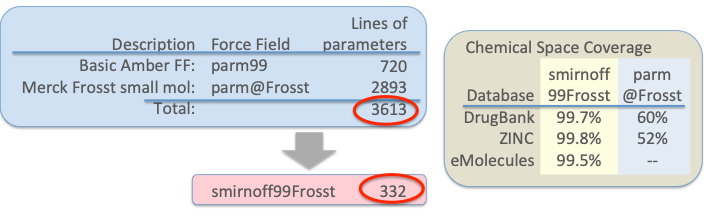 Lines of
Description Force Field parameters
Basic Amber FF: parm99 720
Merck Frosst small mol: parm@Frosst 2893
Total: 3613
smirnoff99Frosst 332
Chemical Space Coverage
smirnoff parm
Database 99Frosst @Frosst
DrugBank 99.7% 60%
ZINC 99.8% 52%
eMolecules 99.5% --